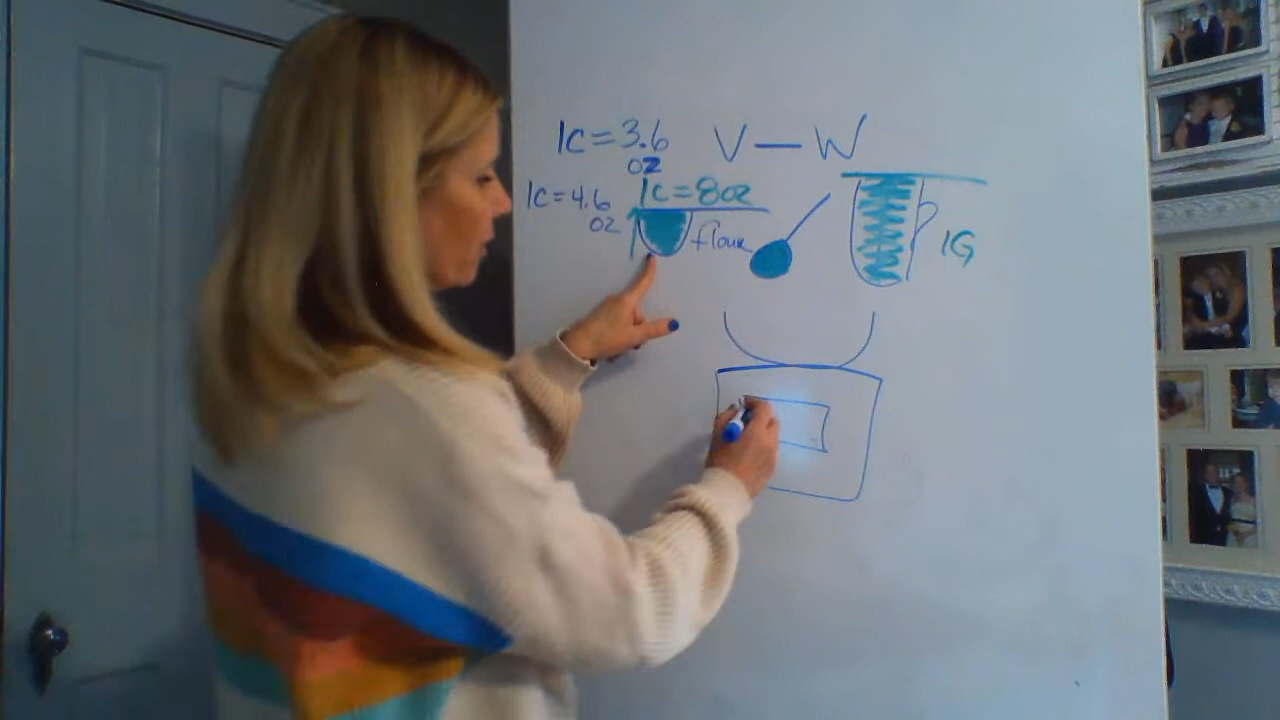 1C = 3.6
OZ
V — W
1C = 4.6
OZ
1C = 8oz
flour
1G